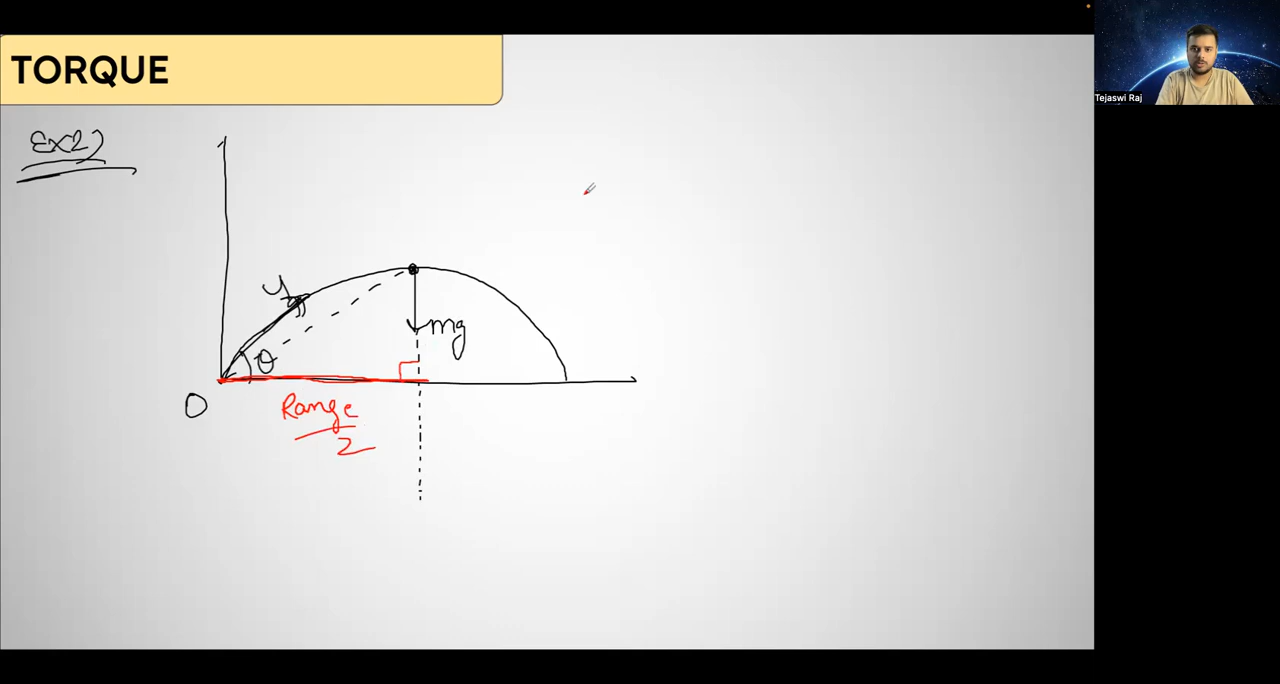 TORQUE
Tejaswi Raj
Ex2)
u
θ
mg
O
Range
2